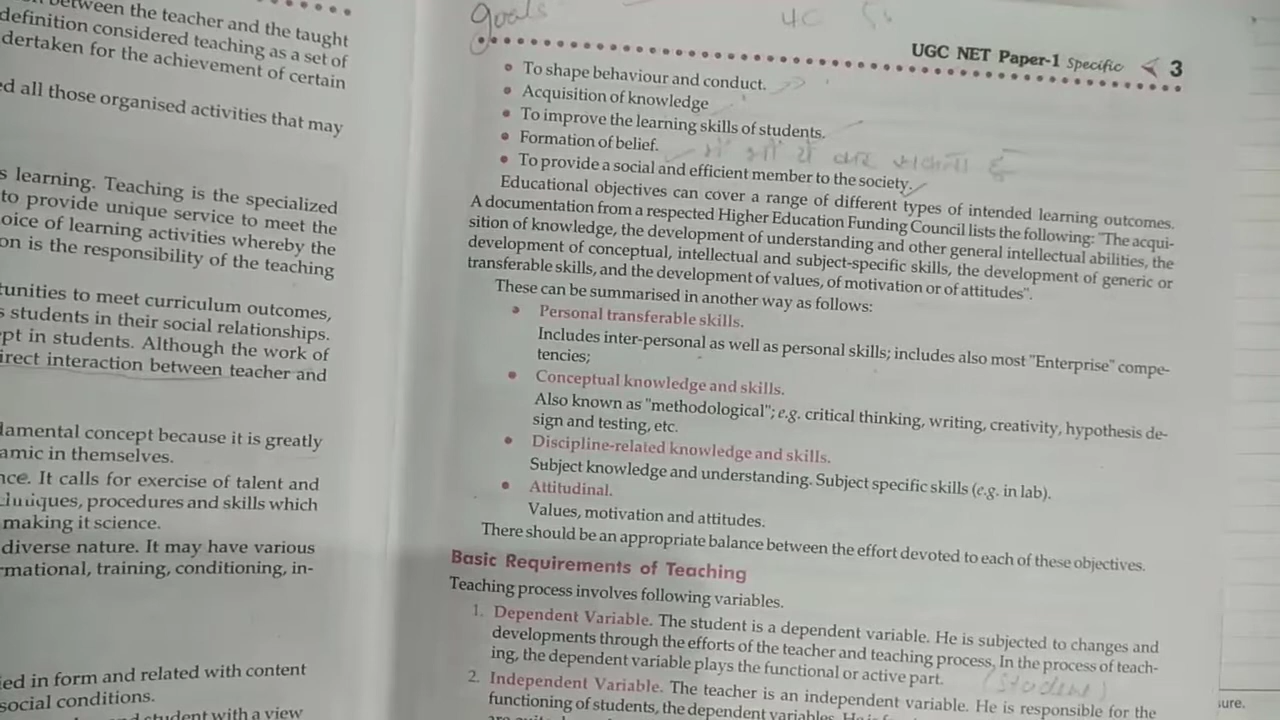 between the teacher and the taught
definition considered teaching as a set of
dertaken for the achievement of certain
ed all those organised activities that may
s learning. Teaching is the specialized
to provide unique service to meet the
oice of learning activities whereby the
on is the responsibility of the teaching
tunities to meet curriculum outcomes,
s students in their social relationships.
ept in students. Although the work of
irect interaction between teacher and
damental concept because it is greatly
amic in themselves.
nce. It calls for exercise of talent and
chniques, procedures and skills which
making it science.
diverse nature. It may have various
rmational, training, conditioning, in-
ied in form and related with content
social conditions.
and student with a view
goals
4C
UGC NET Paper-1 Specific 3
• To shape behaviour and conduct.
• Acquisition of knowledge
• To improve the learning skills of students.
• Formation of belief.
• To provide a social and efficient member to the society.
Educational objectives can cover a range of different types of intended learning outcomes.
A documentation from a respected Higher Education Funding Council lists the following: "The acqui-
sition of knowledge, the development of understanding and other general intellectual abilities, the
development of conceptual, intellectual and subject-specific skills, the development of generic or
transferable skills, and the development of values, of motivation or of attitudes".
These can be summarised in another way as follows:
• Personal transferable skills.
Includes inter-personal as well as personal skills; includes also most "Enterprise" compe-
tencies;
• Conceptual knowledge and skills.
Also known as "methodological"; e.g. critical thinking, writing, creativity, hypothesis de-
sign and testing, etc.
• Discipline-related knowledge and skills.
Subject knowledge and understanding. Subject specific skills (e.g. in lab).
• Attitudinal.
Values, motivation and attitudes.
There should be an appropriate balance between the effort devoted to each of these objectives.
Basic Requirements of Teaching
Teaching process involves following variables.
1. Dependent Variable. The student is a dependent variable. He is subjected to changes and
developments through the efforts of the teacher and teaching process, In the process of teach-
ing, the dependent variable plays the functional or active part.
(Student)
2. Independent Variable. The teacher is an independent variable. He is responsible for the
functioning of students, the dependent variables.
ure.